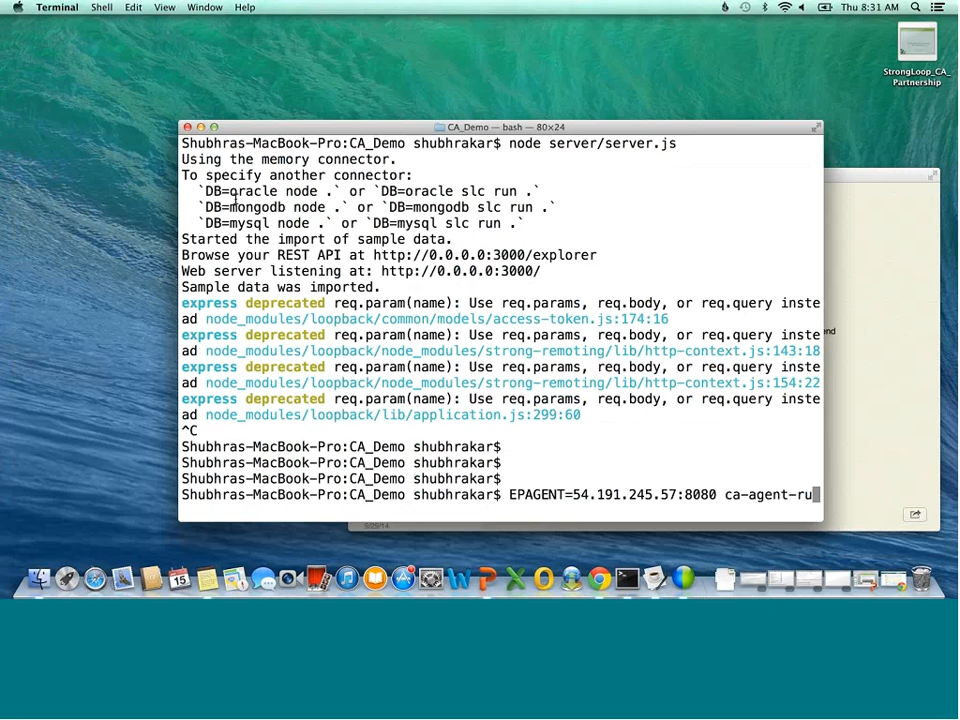 Terminal Shell Edit View Window Help Thu 8:31 AM
StrongLoop_CA_
Partnership
CA_Demo — bash — 80×24
Shubhras-MacBook-Pro:CA_Demo shubhrakar$ node server/server.js
Using the memory connector.
To specify another connector:
`DB=oracle node .` or `DB=oracle slc run .`
`DB=mongodb node .` or `DB=mongodb slc run .`
`DB=mysql node .` or `DB=mysql slc run .`
Started the import of sample data.
Browse your REST API at http://0.0.0.0:3000/explorer
Web server listening at: http://0.0.0.0:3000/
Sample data was imported.
express deprecated req.param(name): Use req.params, req.body, or req.query inste
ad node_modules/loopback/common/models/access-token.js:174:16
express deprecated req.param(name): Use req.params, req.body, or req.query inste
ad node_modules/loopback/node_modules/strong-remoting/lib/http-context.js:143:18
express deprecated req.param(name): Use req.params, req.body, or req.query inste
ad node_modules/loopback/node_modules/strong-remoting/lib/http-context.js:154:22
express deprecated req.param(name): Use req.params, req.body, or req.query inste
ad node_modules/loopback/lib/application.js:299:60
^C
Shubhras-MacBook-Pro:CA_Demo shubhrakar$
Shubhras-MacBook-Pro:CA_Demo shubhrakar$
Shubhras-MacBook-Pro:CA_Demo shubhrakar$
Shubhras-MacBook-Pro:CA_Demo shubhrakar$ EPAGENT=54.191.245.57:8080 ca-agent-ru
15